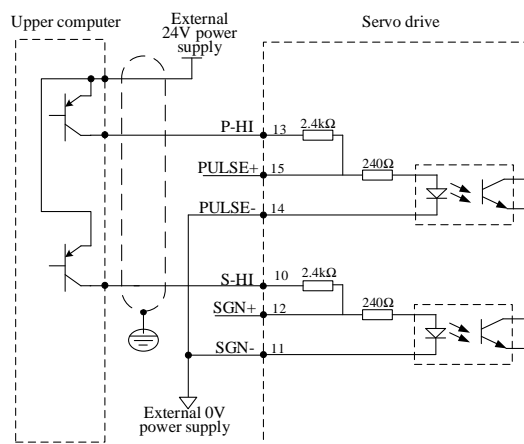 Upper computer
External
24V power
supply
Servo drive
P-HI
13
2.4kΩ
PULSE+
15
240Ω
PULSE-
14
S-HI
10
2.4kΩ
SGN+
12
240Ω
SGN-
11
External 0V
power supply